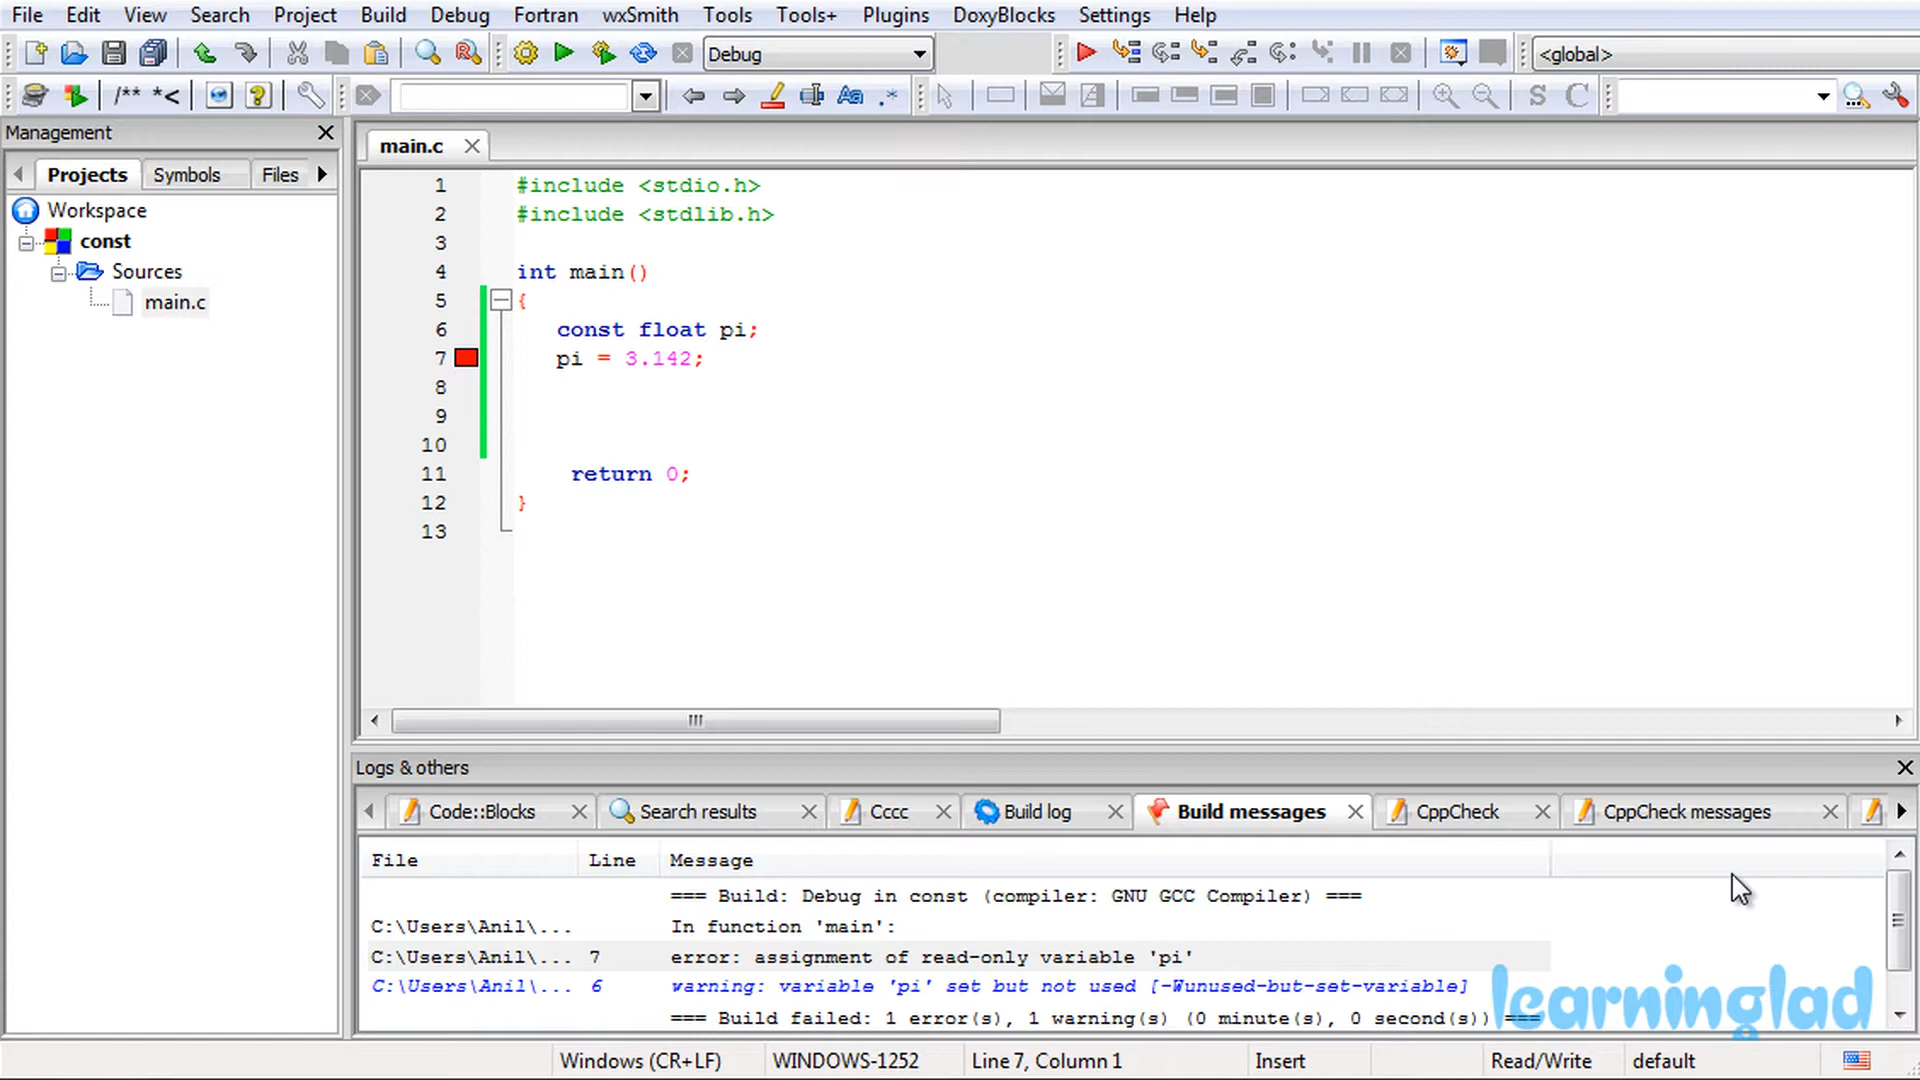 File Edit View Search Project Build Debug Fortran wxSmith Tools Tools+ Plugins DoxyBlocks Settings Help
Debug <global>
/** *< Aa .* S C
Management
Projects Symbols Files
Workspace
const
Sources
main.c
main.c
1 #include <stdio.h>
2 #include <stdlib.h>
3
4 int main()
5 {
6 const float pi;
7 pi = 3.142;
8
9
10
11 return 0;
12 }
13
Logs & others
Code::Blocks Search results Cccc Build log Build messages CppCheck CppCheck messages
File Line Message
=== Build: Debug in const (compiler: GNU GCC Compiler) ===
C:\Users\Anil\... In function 'main':
C:\Users\Anil\... 7 error: assignment of read-only variable 'pi'
C:\Users\Anil\... 6 warning: variable 'pi' set but not used [-Wunused-but-set-variable]
=== Build failed: 1 error(s), 1 warning(s) (0 minute(s), 0 second(s)) ===
learninglad
Windows (CR+LF) WINDOWS-1252 Line 7, Column 1 Insert Read/Write default